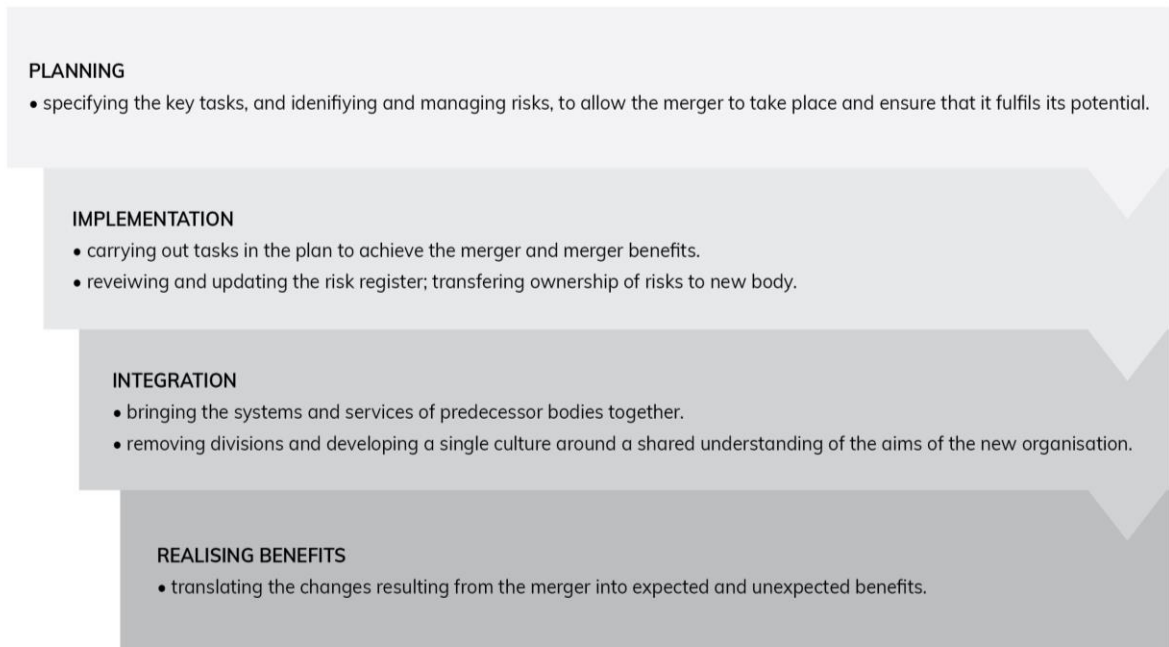 PLANNING
• specifying the key tasks, and idenifiying and managing risks, to allow the merger to take place and ensure that it fulfils its potential.
IMPLEMENTATION
• carrying out tasks in the plan to achieve the merger and merger benefits.
• reveiwing and updating the risk register; transfering ownership of risks to new body.
INTEGRATION
• bringing the systems and services of predecessor bodies together.
• removing divisions and developing a single culture around a shared understanding of the aims of the new organisation.
REALISING BENEFITS
• translating the changes resulting from the merger into expected and unexpected benefits.